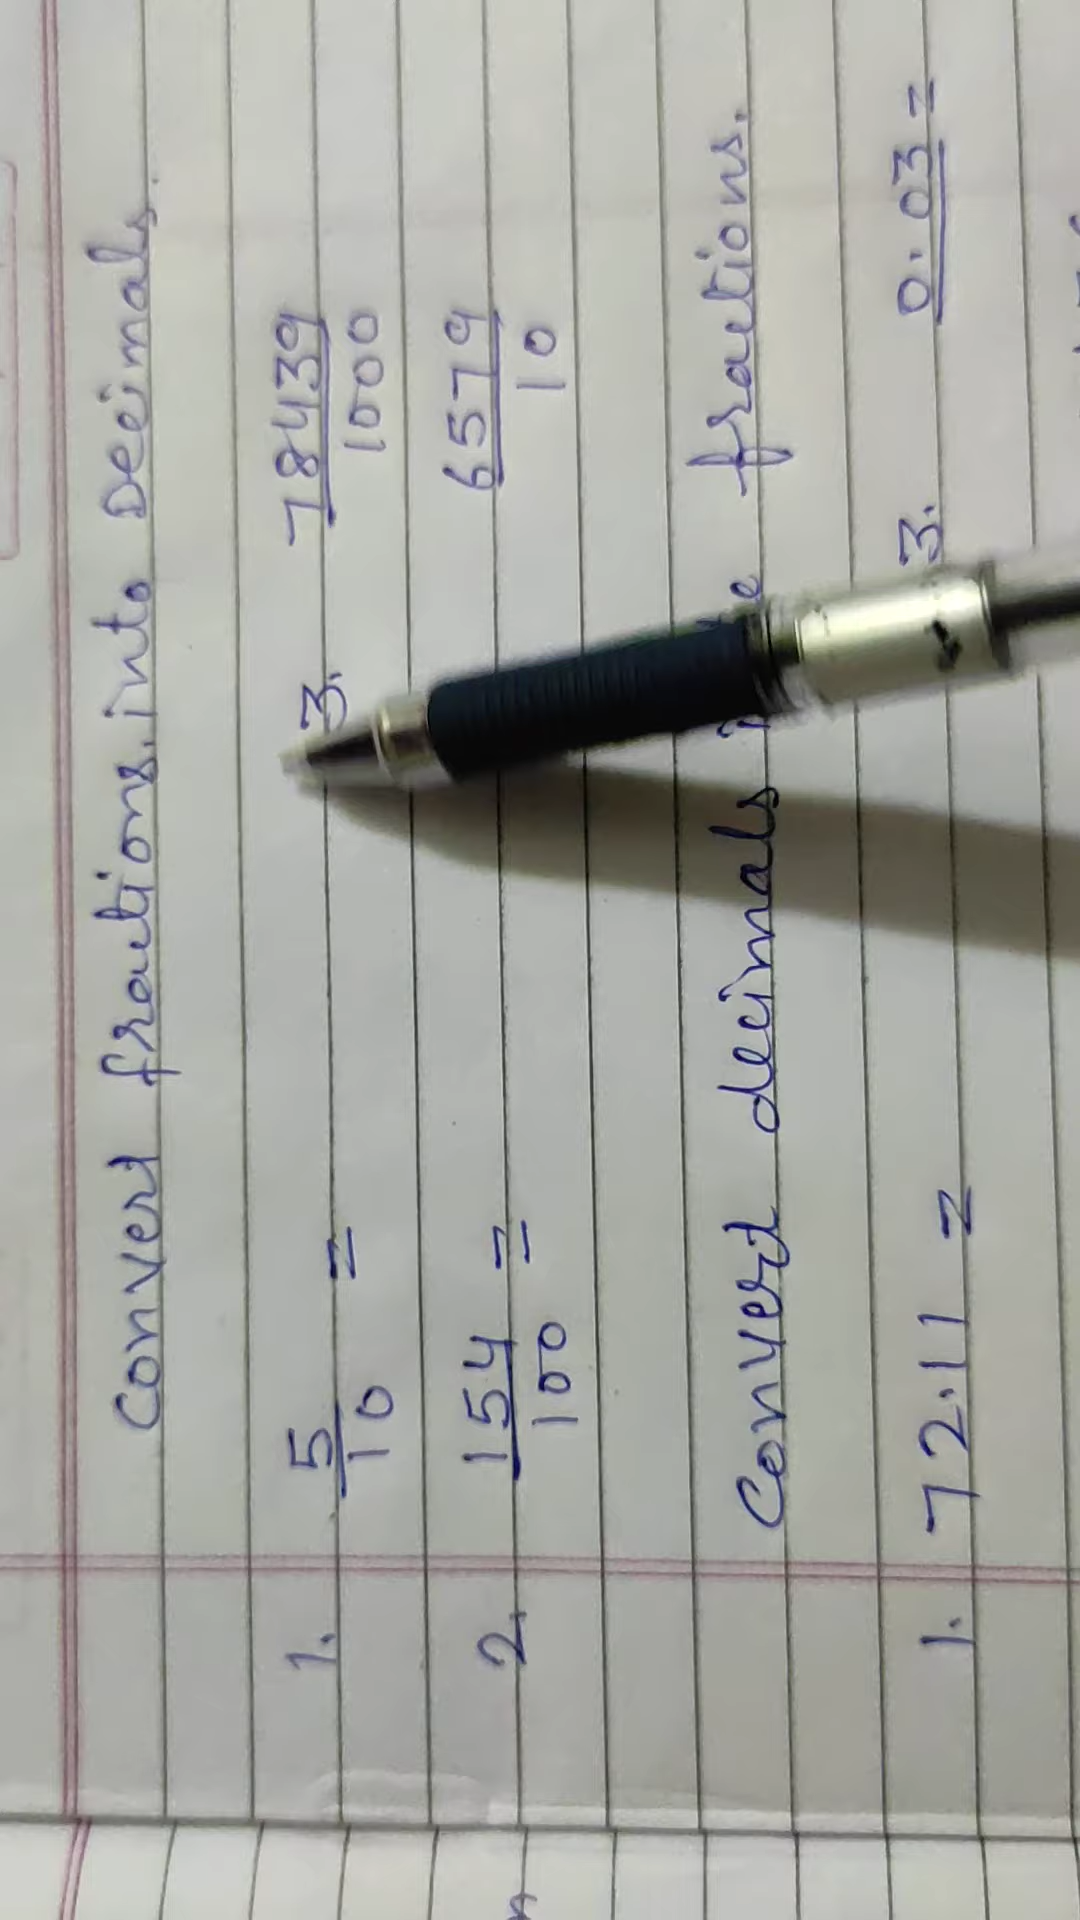 Convert fractions into Decimals.
1. 5/10 = 3. 78439/1000
2. 154/100 = 6579/10
Convert decimals fractions.
1. 72.11 = 3. 0.03 =